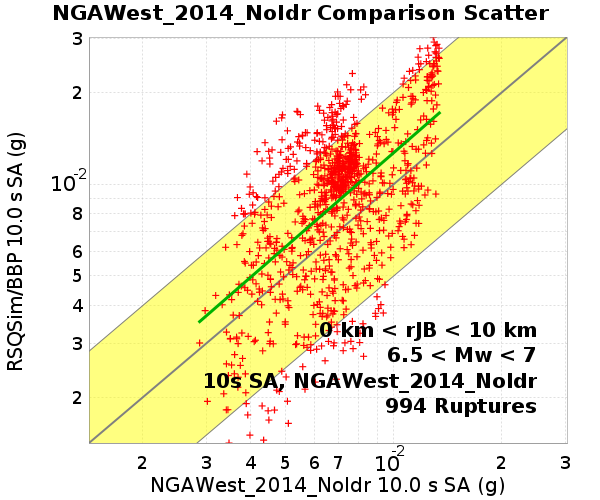 NGAWest_2014_NoIdr Comparison Scatter
RSQSim/BBP 10.0 s SA (g)
3
2
10⁻²
8
6
5
4
3
2
0 km < rJB < 10 km
6.5 < Mw < 7
10s SA, NGAWest_2014_NoIdr
994 Ruptures
2 3 4 5 6 7 10⁻² 2 3
NGAWest_2014_NoIdr 10.0 s SA (g)